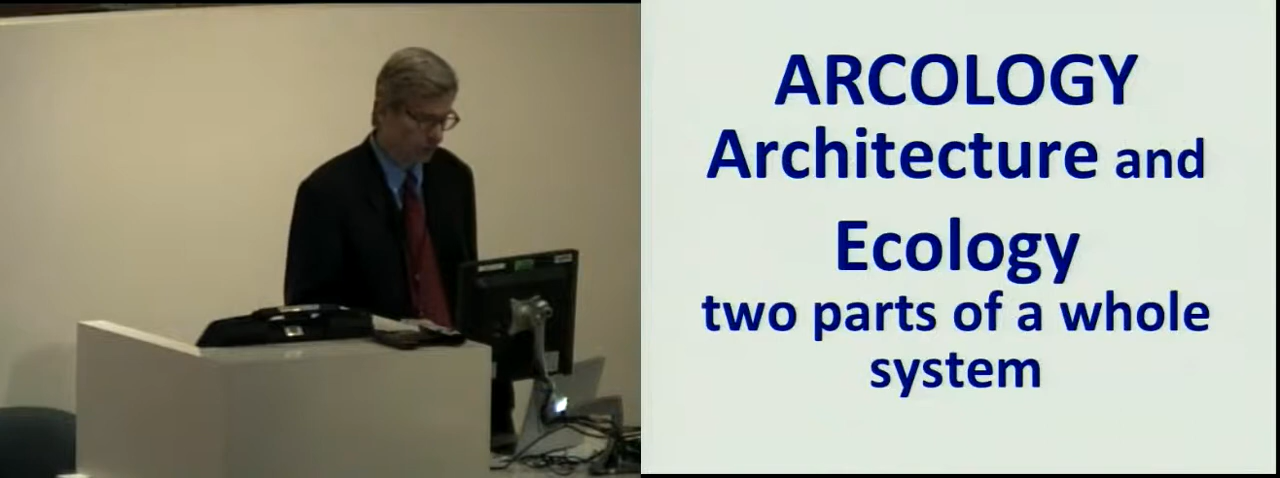 ARCOLOGY
Architecture and
Ecology
two parts of a whole
system